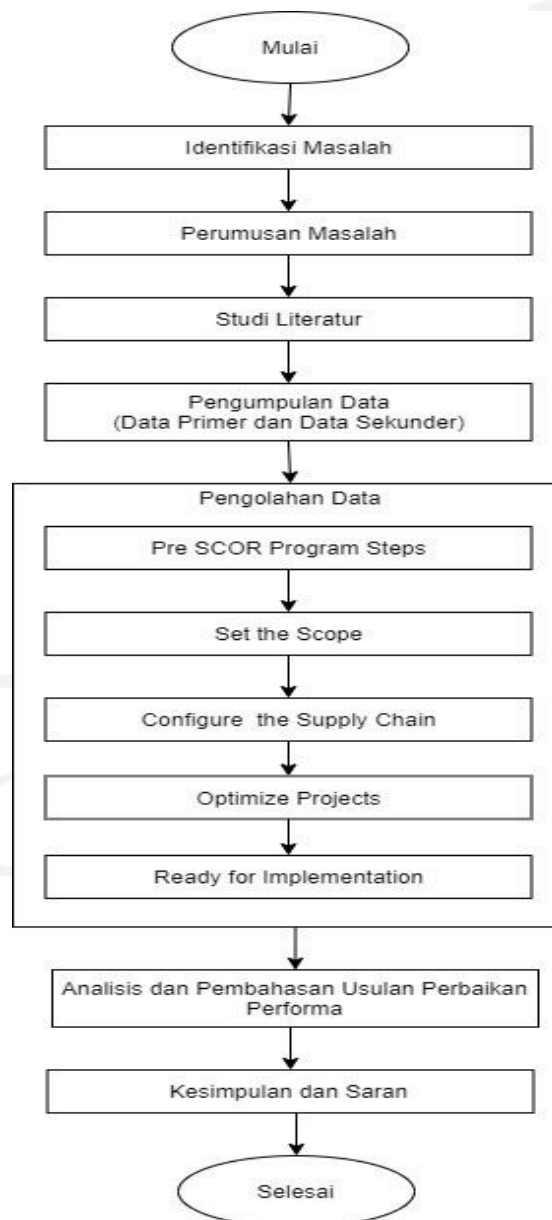 Mulai
Identifikasi Masalah
Perumusan Masalah
Studi Literatur
Pengumpulan Data
(Data Primer dan Data Sekunder)
Pengolahan Data
Pre SCOR Program Steps
Set the Scope
Configure the Supply Chain
Optimize Projects
Ready for Implementation
Analisis dan Pembahasan Usulan Perbaikan
Performa
Kesimpulan dan Saran
Selesai